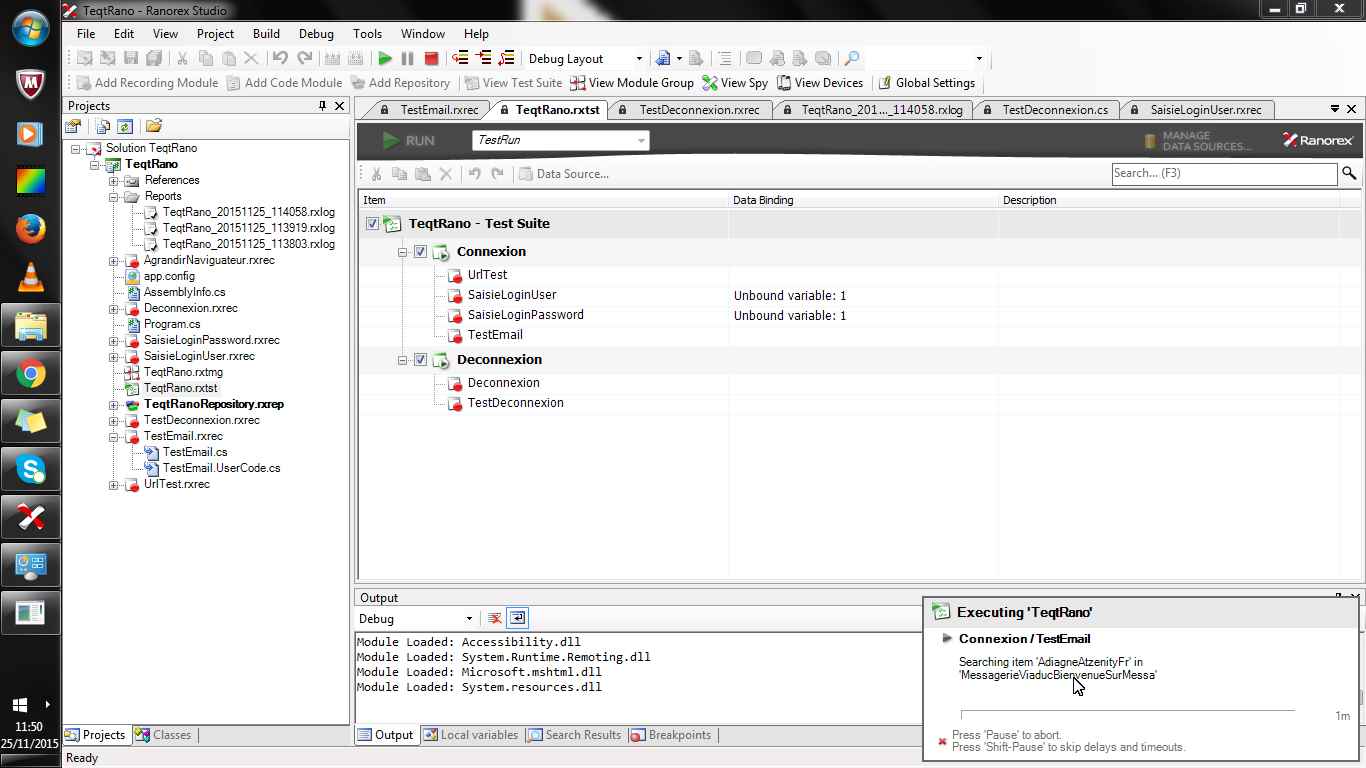 TeqtRano - Ranorex Studio
File Edit View Project Build Debug Tools Window Help
Debug Layout
Add Recording Module Add Code Module Add Repository View Test Suite View Module Group View Spy View Devices Global Settings
Projects
Solution TeqtRano
TeqtRano
References
Reports
TeqtRano_20151125_114058.rxlog
TeqtRano_20151125_113919.rxlog
TeqtRano_20151125_113803.rxlog
AgrandirNaviguateur.rxrec
app.config
AssemblyInfo.cs
Deconnexion.rxrec
Program.cs
SaisieLoginPassword.rxrec
SaisieLoginUser.rxrec
TeqtRano.rxtmg
TeqtRano.rxtst
TeqtRanoRepository.rxrep
TestDeconnexion.rxrec
TestEmail.rxrec
TestEmail.cs
TestEmail.UserCode.cs
UrlTest.rxrec
Projects Classes
TestEmail.rxrec TeqtRano.rxtst TestDeconnexion.rxrec TeqtRano_201..._114058.rxlog TestDeconnexion.cs SaisieLoginUser.rxrec
RUN TestRun MANAGE DATA SOURCES... Ranorex
Data Source... Search... (F3)
Item Data Binding Description
TeqtRano - Test Suite
Connexion
UrlTest
SaisieLoginUser Unbound variable: 1
SaisieLoginPassword Unbound variable: 1
TestEmail
Deconnexion
Deconnexion
TestDeconnexion
Output
Debug
Module Loaded: Accessibility.dll
Module Loaded: System.Runtime.Remoting.dll
Module Loaded: Microsoft.mshtml.dll
Module Loaded: System.resources.dll
Output Local variables Search Results Breakpoints
Executing 'TeqtRano'
Connexion / TestEmail
Searching item 'AdiagneAtzenityFr' in
'MessagerieViaducBienvenueSurMessa'
1m
Press 'Pause' to abort.
Press 'Shift-Pause' to skip delays and timeouts.
Ready
11:50
25/11/2015